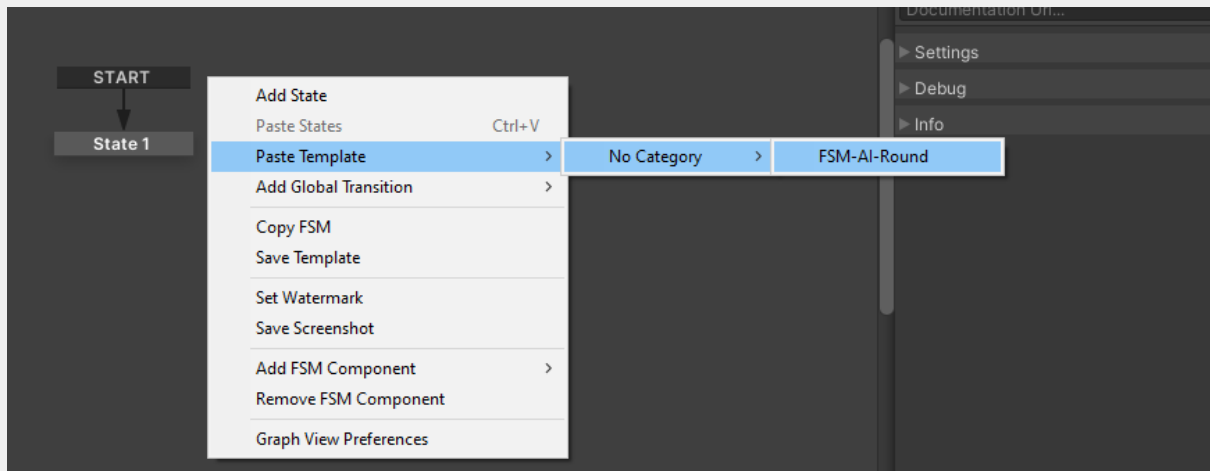 Documentation Url...
START
State 1
Add State
Paste States Ctrl+V
Paste Template
Add Global Transition
Copy FSM
Save Template
Set Watermark
Save Screenshot
Add FSM Component
Remove FSM Component
Graph View Preferences
No Category
FSM-AI-Round
Settings
Debug
Info